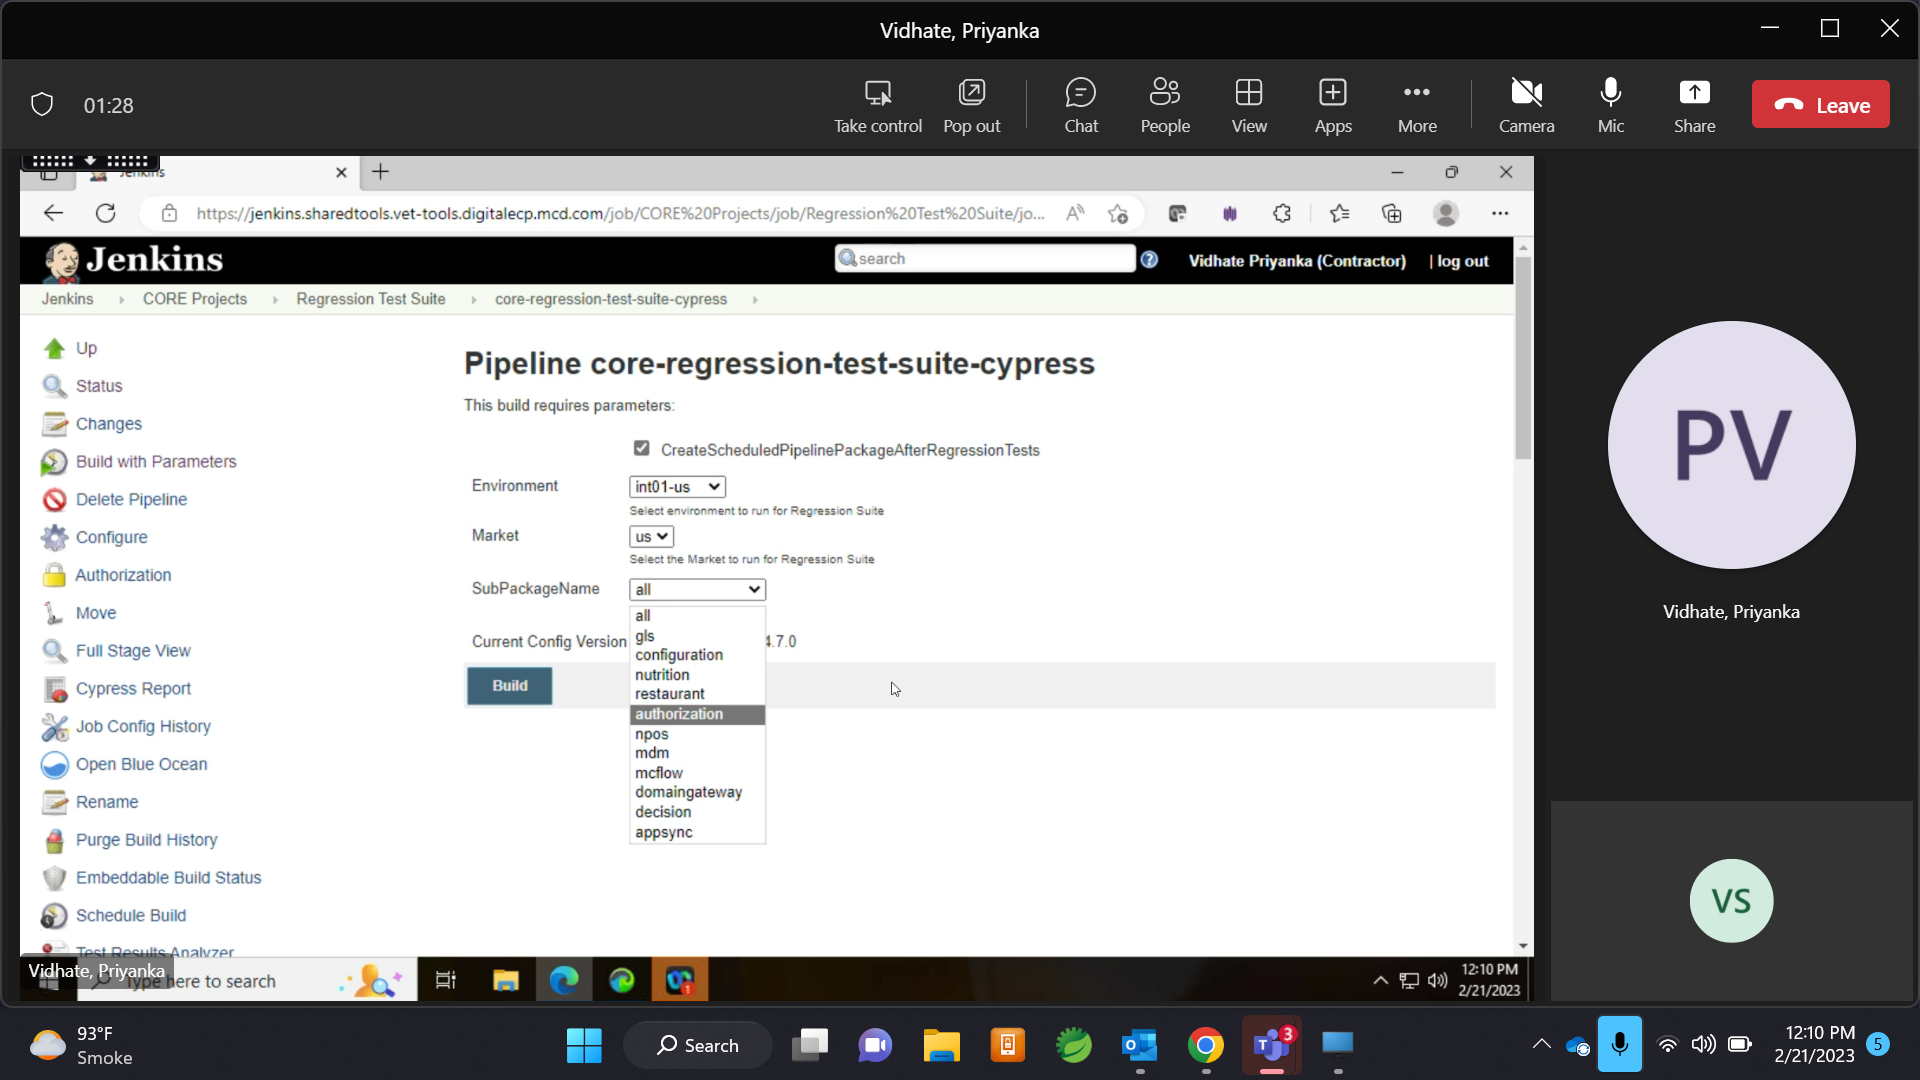 Vidhate, Priyanka
01:28
Take control
Pop out
Chat
People
View
Apps
More
Camera
Mic
Share
Leave
Jenkins
https://jenkins.sharedtools.vet-tools.digitalecp.mcd.com/job/CORE%20Projects/job/Regression%20Test%20Suite/jo...
Jenkins
search
Vidhate Priyanka (Contractor)
| log out
Jenkins
CORE Projects
Regression Test Suite
core-regression-test-suite-cypress
Up
Status
Changes
Build with Parameters
Delete Pipeline
Configure
Authorization
Move
Full Stage View
Cypress Report
Job Config History
Open Blue Ocean
Rename
Purge Build History
Embeddable Build Status
Schedule Build
Test Results Analyzer
Pipeline core-regression-test-suite-cypress
This build requires parameters:
CreateScheduledPipelinePackageAfterRegressionTests
Environment
int01-us
Select environment to run for Regression Suite
Market
us
Select the Market to run for Regression Suite
SubPackageName
all
all
gls
configuration
nutrition
restaurant
authorization
npos
mdm
mcflow
domaingateway
decision
appsync
Current Config Version
4.7.0
Build
PV
Vidhate, Priyanka
VS
Vidhate, Priyanka
Type here to search
1
12:10 PM
2/21/2023
93°F
Smoke
Search
3
12:10 PM
2/21/2023
5